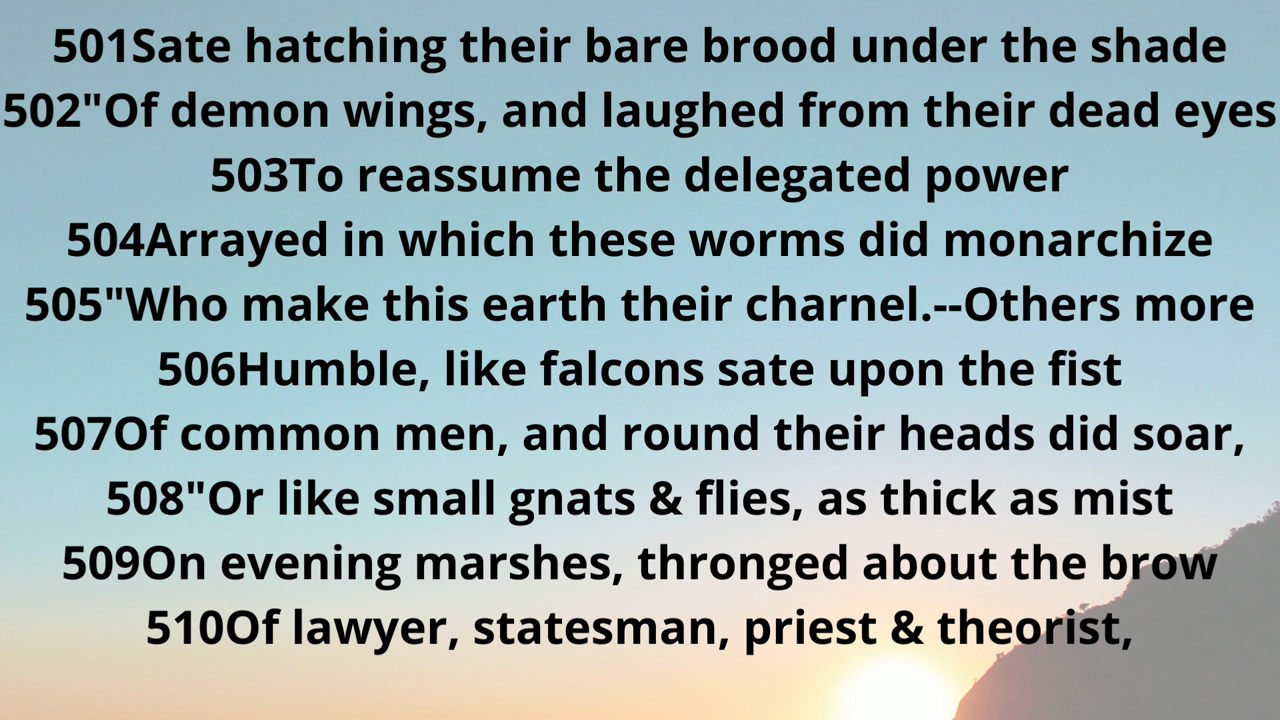 501Sate hatching their bare brood under the shade
502"Of demon wings, and laughed from their dead eyes
503To reassume the delegated power
504Arrayed in which these worms did monarchize
505"Who make this earth their charnel.--Others more
506Humble, like falcons sate upon the fist
507Of common men, and round their heads did soar,
508"Or like small gnats & flies, as thick as mist
509On evening marshes, thronged about the brow
510Of lawyer, statesman, priest & theorist,